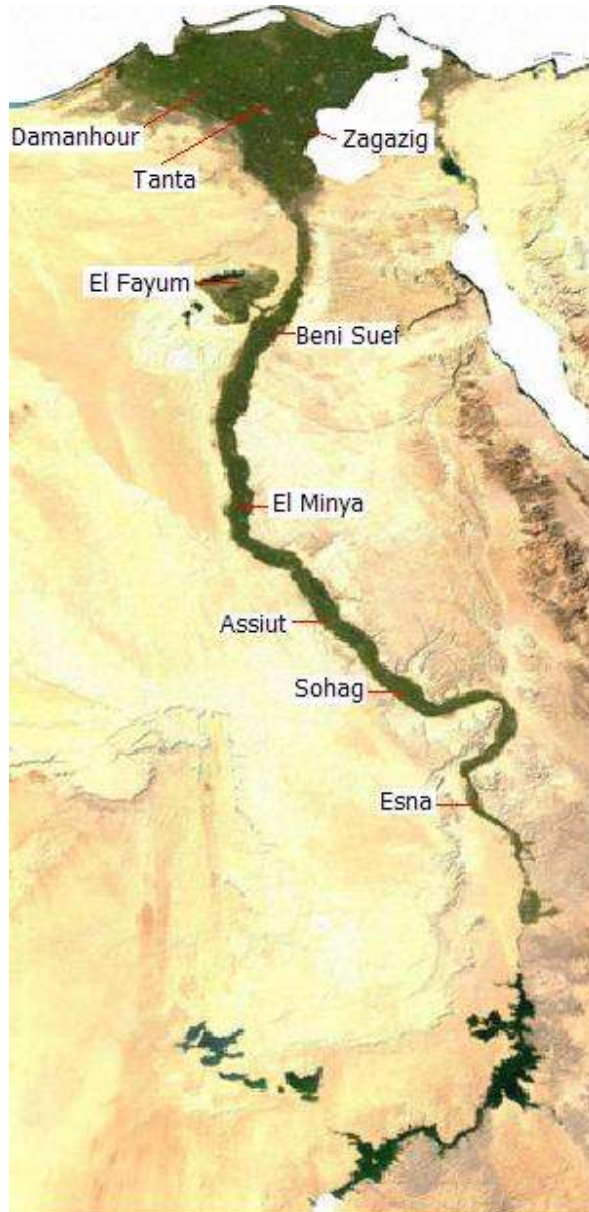 Damanhour
Zagazig
Tanta
El Fayum
Beni Suef
El Minya
Assiut
Sohag
Esna